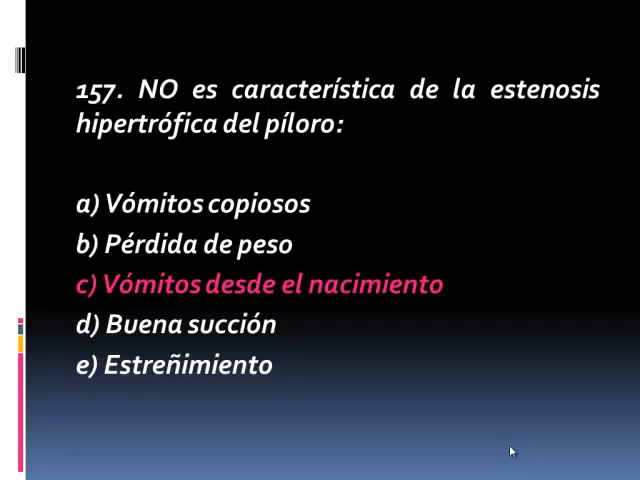 157. NO es característica de la estenosis
hipertrófica del píloro:
a) Vómitos copiosos
b) Pérdida de peso
c) Vómitos desde el nacimiento
d) Buena succión
e) Estreñimiento